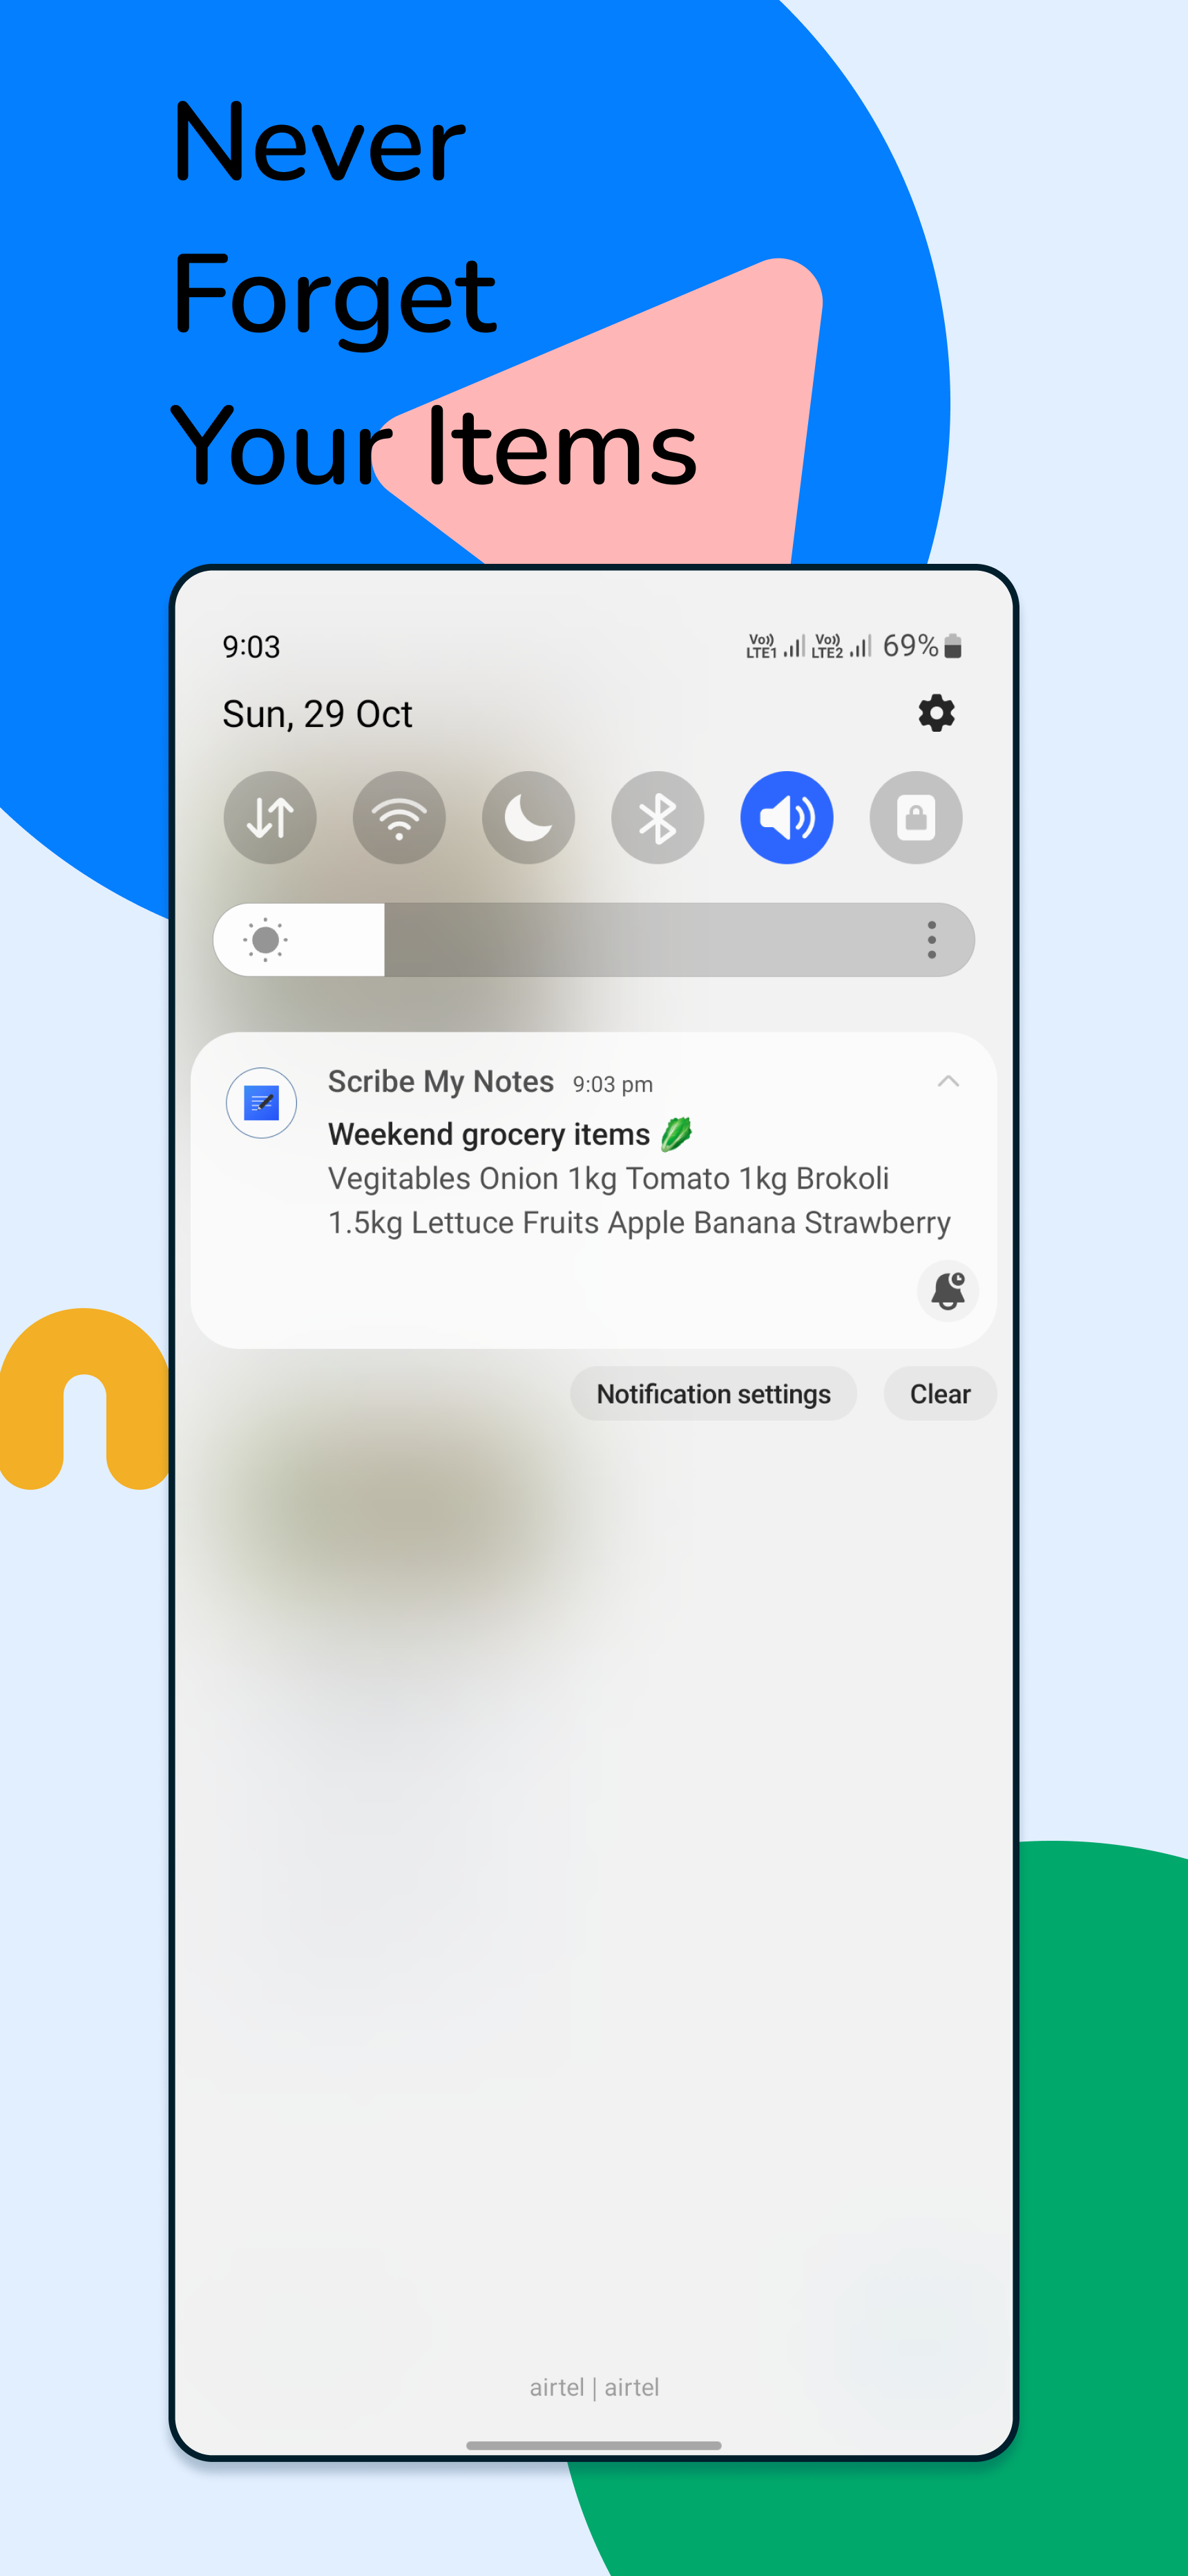 Never
Forget
Your Items
9:03
Vo)) LTE1 Vo)) LTE2 69%
Sun, 29 Oct
Scribe My Notes 9:03 pm
Weekend grocery items 🥬
Vegitables Onion 1kg Tomato 1kg Brokoli
1.5kg Lettuce Fruits Apple Banana Strawberry
Notification settings Clear
airtel | airtel